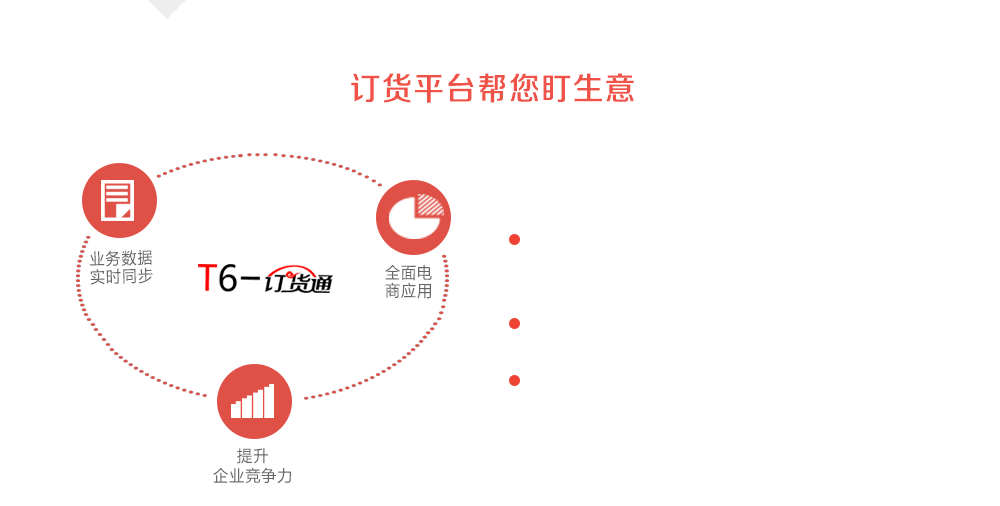 订货平台帮您盯生意
业务数据
实时同步
T6-订货通
全面电
商应用
提升
企业竞争力